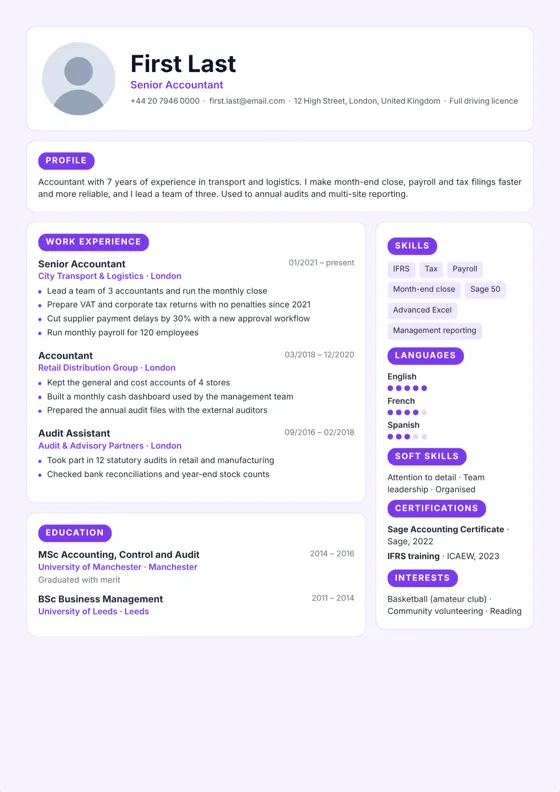 First Last
Senior Accountant
+44 20 7946 0000 · first.last@email.com · 12 High Street, London, United Kingdom · Full driving licence
PROFILE
Accountant with 7 years of experience in transport and logistics. I make month-end close, payroll and tax filings faster
and more reliable, and I lead a team of three. Used to annual audits and multi-site reporting.
WORK EXPERIENCE
Senior Accountant 01/2021 – present
City Transport & Logistics · London
• Lead a team of 3 accountants and run the monthly close
• Prepare VAT and corporate tax returns with no penalties since 2021
• Cut supplier payment delays by 30% with a new approval workflow
• Run monthly payroll for 120 employees
Accountant 03/2018 – 12/2020
Retail Distribution Group · London
• Kept the general and cost accounts of 4 stores
• Built a monthly cash dashboard used by the management team
• Prepared the annual audit files with the external auditors
Audit Assistant 09/2016 – 02/2018
Audit & Advisory Partners · London
• Took part in 12 statutory audits in retail and manufacturing
• Checked bank reconciliations and year-end stock counts
EDUCATION
MSc Accounting, Control and Audit 2014 – 2016
University of Manchester · Manchester
Graduated with merit
BSc Business Management 2011 – 2014
University of Leeds · Leeds
SKILLS
IFRS Tax Payroll
Month-end close Sage 50
Advanced Excel
Management reporting
LANGUAGES
English
French
Spanish
SOFT SKILLS
Attention to detail · Team
leadership · Organised
CERTIFICATIONS
Sage Accounting Certificate ·
Sage, 2022
IFRS training · ICAEW, 2023
INTERESTS
Basketball (amateur club) ·
Community volunteering · Reading